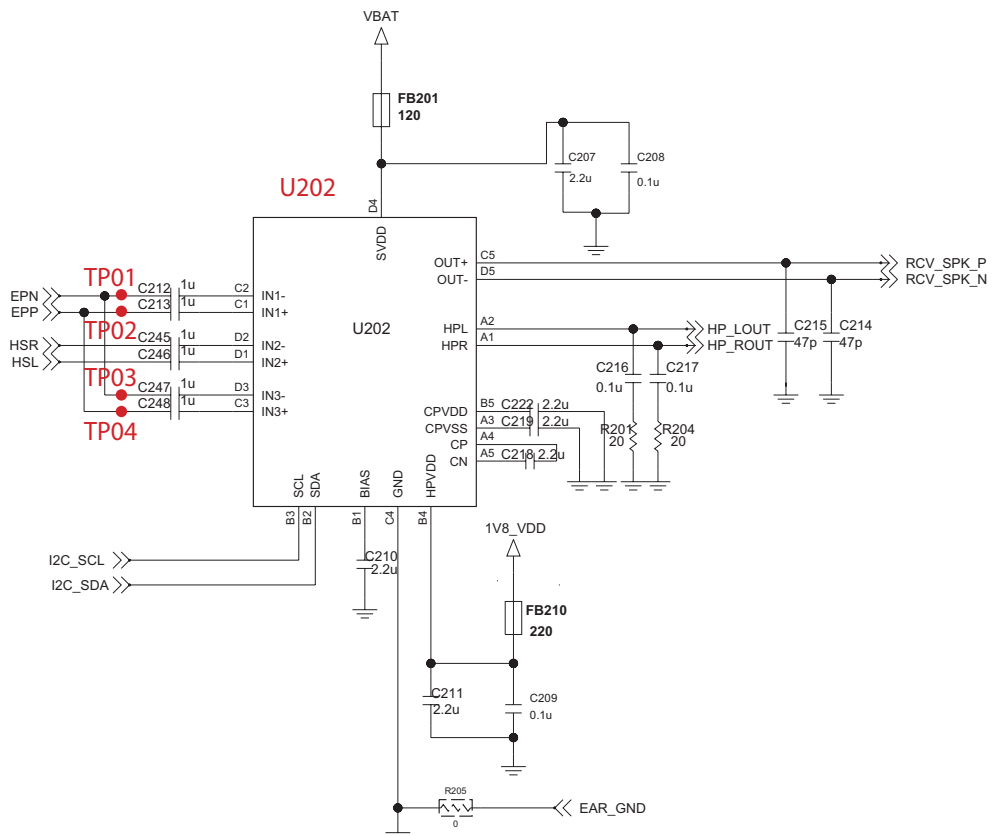 VBAT
FB201
120
C207
2.2u
C208
0.1u
U202
D4
SVDD
TP01
EPN
EPP
C212 1u
C213 1u
C2 IN1-
C1 IN1+
TP02
HSR
HSL
C245 1u
C246 1u
D2 IN2-
D1 IN2+
TP03
C247 1u
C248 1u
D3 IN3-
C3 IN3+
TP04
U202
OUT+ C5
OUT- D5
RCV_SPK_P
RCV_SPK_N
HPL A2
HPR A1
HP_LOUT
HP_ROUT
C215
47p
C214
47p
C216
0.1u
C217
0.1u
R201
20
R204
20
CPVDD B5 C222 2.2u
CPVSS A3 C219 2.2u
CP A4
CN A5 C218 2.2u
SCL
SDA
BIAS
GND
HPVDD
B3
B2
B1
C4
B4
I2C_SCL
I2C_SDA
C210
2.2u
1V8_VDD
FB210
220
C211
2.2u
C209
0.1u
R205
0
EAR_GND